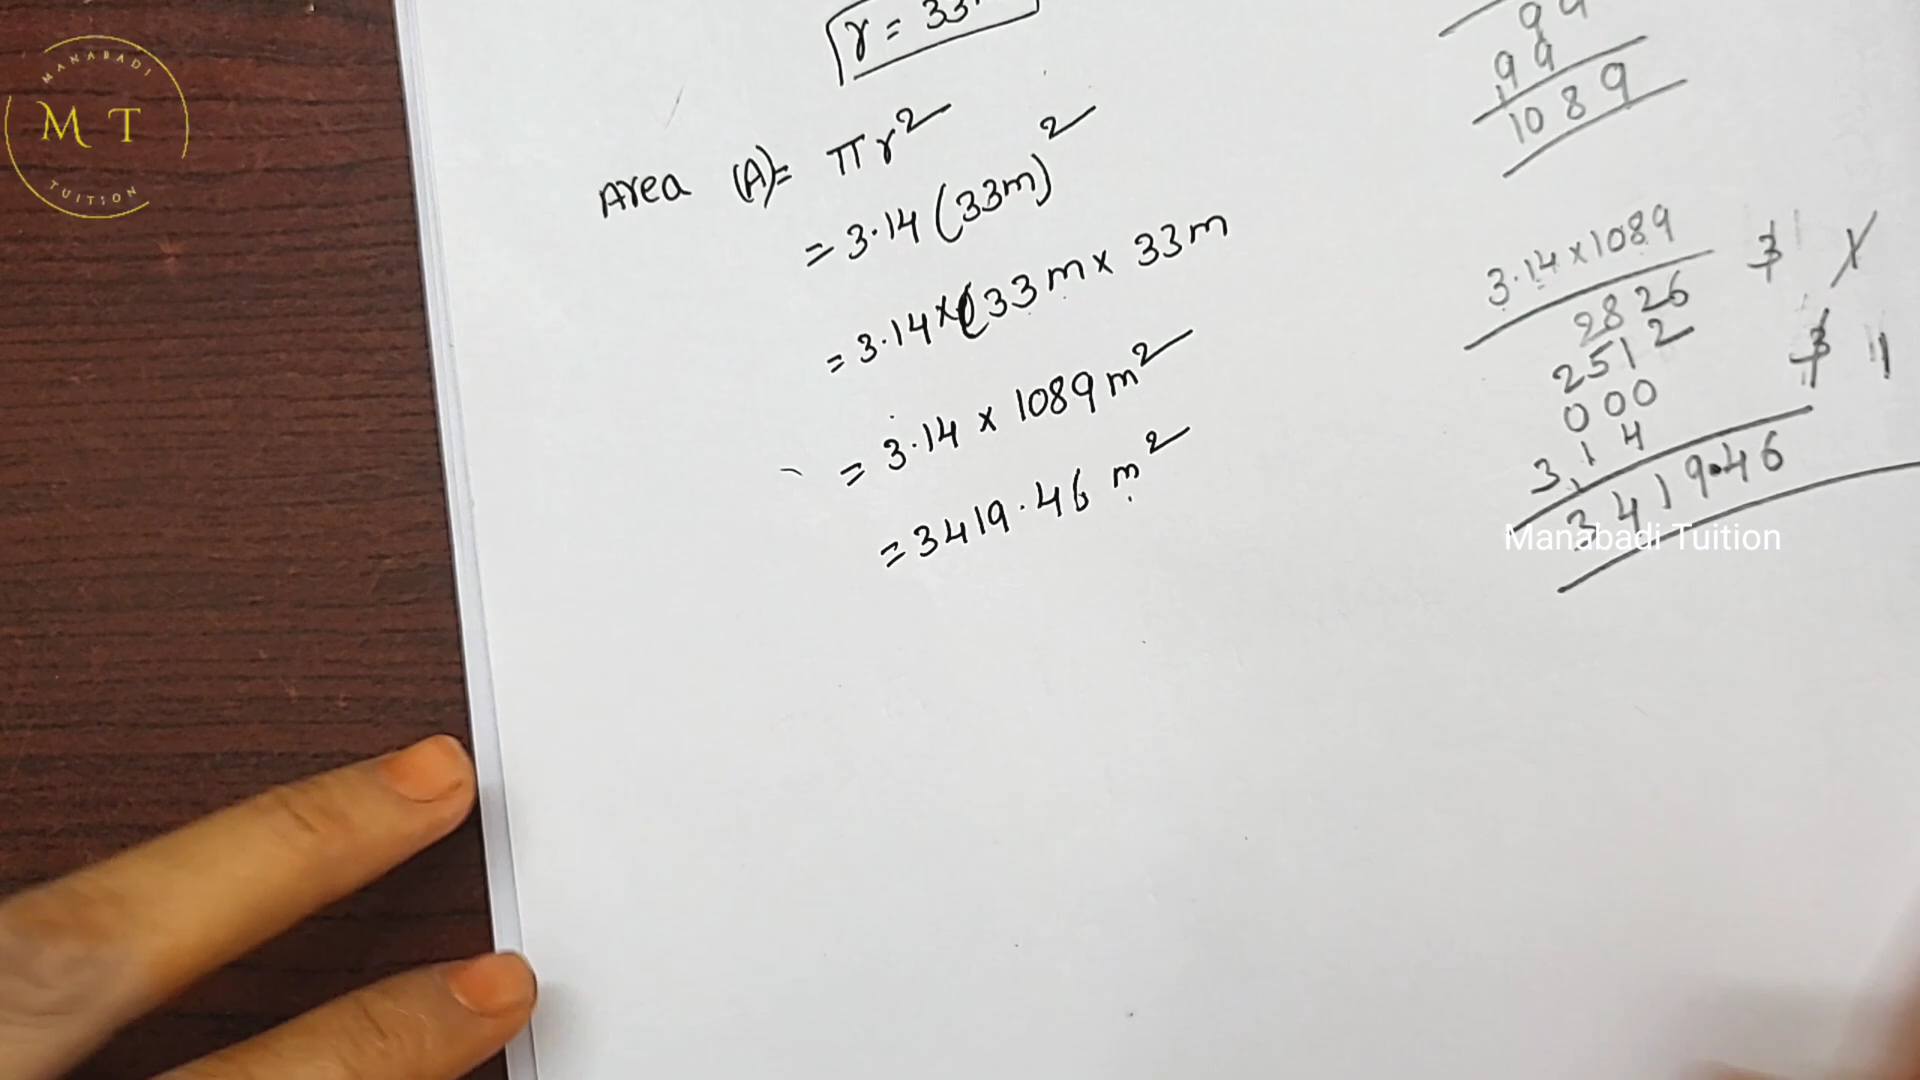 MANABADI
M T
TUITION
r = 33
Area (A)= πr²
= 3.14 (33m)²
= 3.14×(33m× 33m
= 3.14 × 1089 m²
= 3419.46 m²
99
99
1089
3.14×1089
2826
2512
000
314
3419.46
Manabadi Tuition